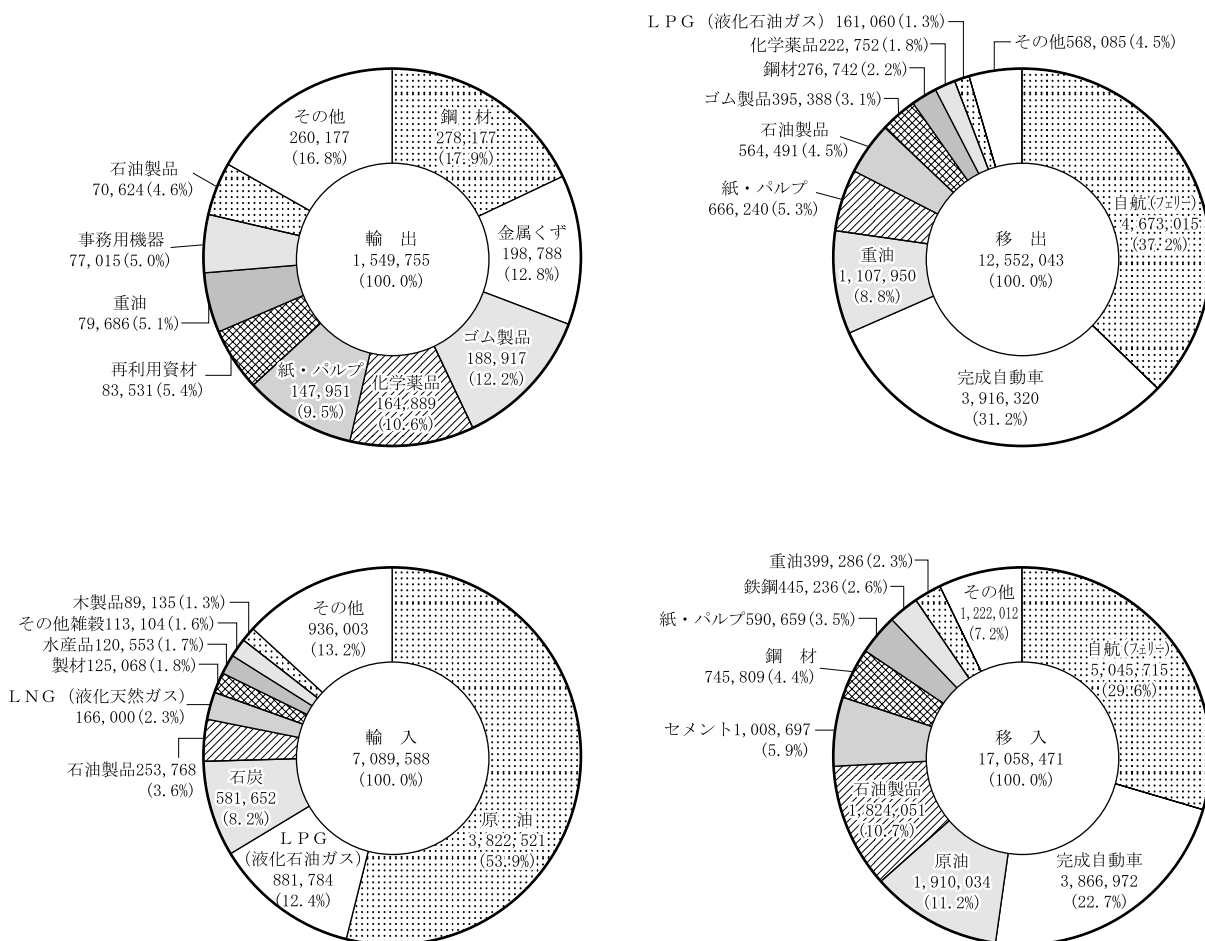 その他
260,177
(16.8%)
鋼 材
278,177
(17.9%)
石油製品
70,624(4.6%)
事務用機器
77,015(5.0%)
輸 出
1,549,755
(100.0%)
金属くず
198,788
(12.8%)
重油
79,686(5.1%)
再利用資材
83,531(5.4%)
紙・パルプ
147,951
(9.5%)
化学薬品
164,889
(10.6%)
ゴム製品
188,917
(12.2%)
LPG（液化石油ガス）161,060(1.3%)
化学薬品222,752(1.8%)
鋼材276,742(2.2%)
ゴム製品395,388(3.1%)
石油製品
564,491(4.5%)
紙・パルプ
666,240(5.3%)
その他568,085(4.5%)
自航(フェリー)
4,673,015
(37.2%)
移 出
12,552,043
(100.0%)
重油
1,107,950
(8.8%)
完成自動車
3,916,320
(31.2%)
木製品89,135(1.3%)
その他雑穀113,104(1.6%)
水産品120,553(1.7%)
製材125,068(1.8%)
LNG（液化天然ガス）
166,000(2.3%)
石油製品253,768
(3.6%)
その他
936,003
(13.2%)
輸 入
7,089,588
(100.0%)
石炭
581,652
(8.2%)
LPG
(液化石油ガス)
881,784
(12.4%)
原 油
3,822,521
(53.9%)
重油399,286(2.3%)
鉄鋼445,236(2.6%)
紙・パルプ590,659(3.5%)
鋼 材
745,809(4.4%)
セメント1,008,697
(5.9%)
その他
1,222,012
(7.2%)
自航(フェリー)
5,045,715
(29.6%)
移 入
17,058,471
(100.0%)
石油製品
1,824,051
(10.7%)
原油
1,910,034
(11.2%)
完成自動車
3,866,972
(22.7%)